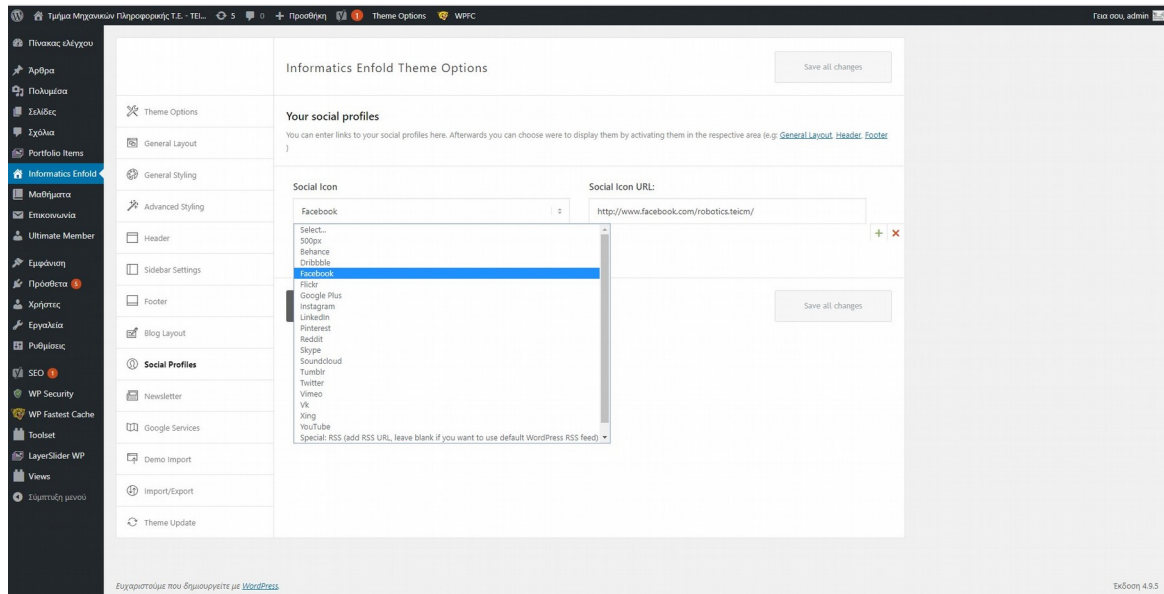 Τμήμα Μηχανικών Πληροφορικής Τ.Ε. - TEI... 5 0 + Προσθήκη 1 Theme Options WPFC Γεια σου, admin
Πίνακας ελέγχου
Άρθρα
Πολυμέσα
Σελίδες
Σχόλια
Portfolio Items
Informatics Enfold
Μαθήματα
Επικοινωνία
Ultimate Member
Εμφάνιση
Πρόσθετα 5
Χρήστες
Εργαλεία
Ρυθμίσεις
SEO 1
WP Security
WP Fastest Cache
Toolset
LayerSlider WP
Views
Σύμπτυξη μενού
Theme Options
General Layout
General Styling
Advanced Styling
Header
Sidebar Settings
Footer
Blog Layout
Social Profiles
Newsletter
Google Services
Demo Import
Import/Export
Theme Update
Informatics Enfold Theme Options
Save all changes
Your social profiles
You can enter links to your social profiles here. Afterwards you can choose were to display them by activating them in the respective area (e.g: General Layout, Header, Footer
)
Social Icon
Social Icon URL:
Facebook
http://www.facebook.com/robotics.teicm/
Select...
500px
Behance
Dribbble
Facebook
Flickr
Google Plus
Instagram
LinkedIn
Pinterest
Reddit
Skype
Soundcloud
Tumblr
Twitter
Vimeo
Vk
Xing
YouTube
Special: RSS (add RSS URL, leave blank if you want to use default WordPress RSS feed)
Save all changes
Ευχαριστούμε που δημιουργείτε με WordPress.
Έκδοση 4.9.5